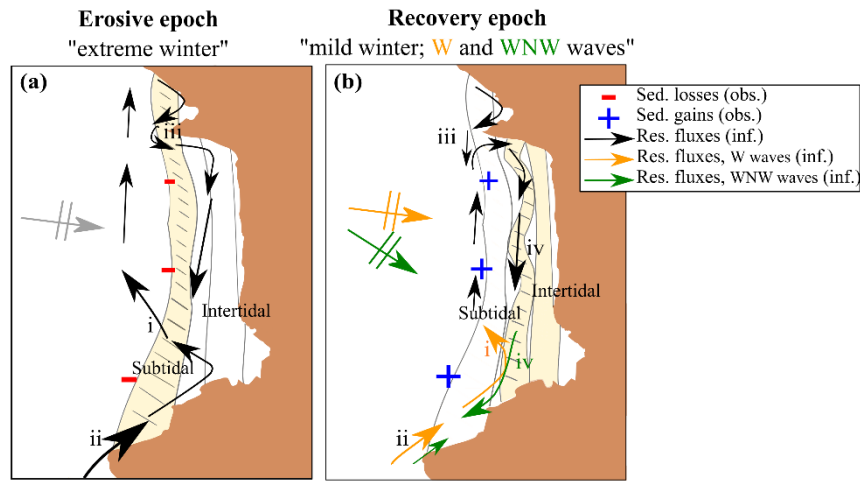 Erosive epoch
"extreme winter"
Recovery epoch
"mild winter; W and WNW waves"
(a)
iii
Intertidal
i
Subtidal
ii
(b)
iii
iv
Intertidal
Subtidal
i
iv
ii
Sed. losses (obs.)
Sed. gains (obs.)
Res. fluxes (inf.)
Res. fluxes, W waves (inf.)
Res. fluxes, WNW waves (inf.)